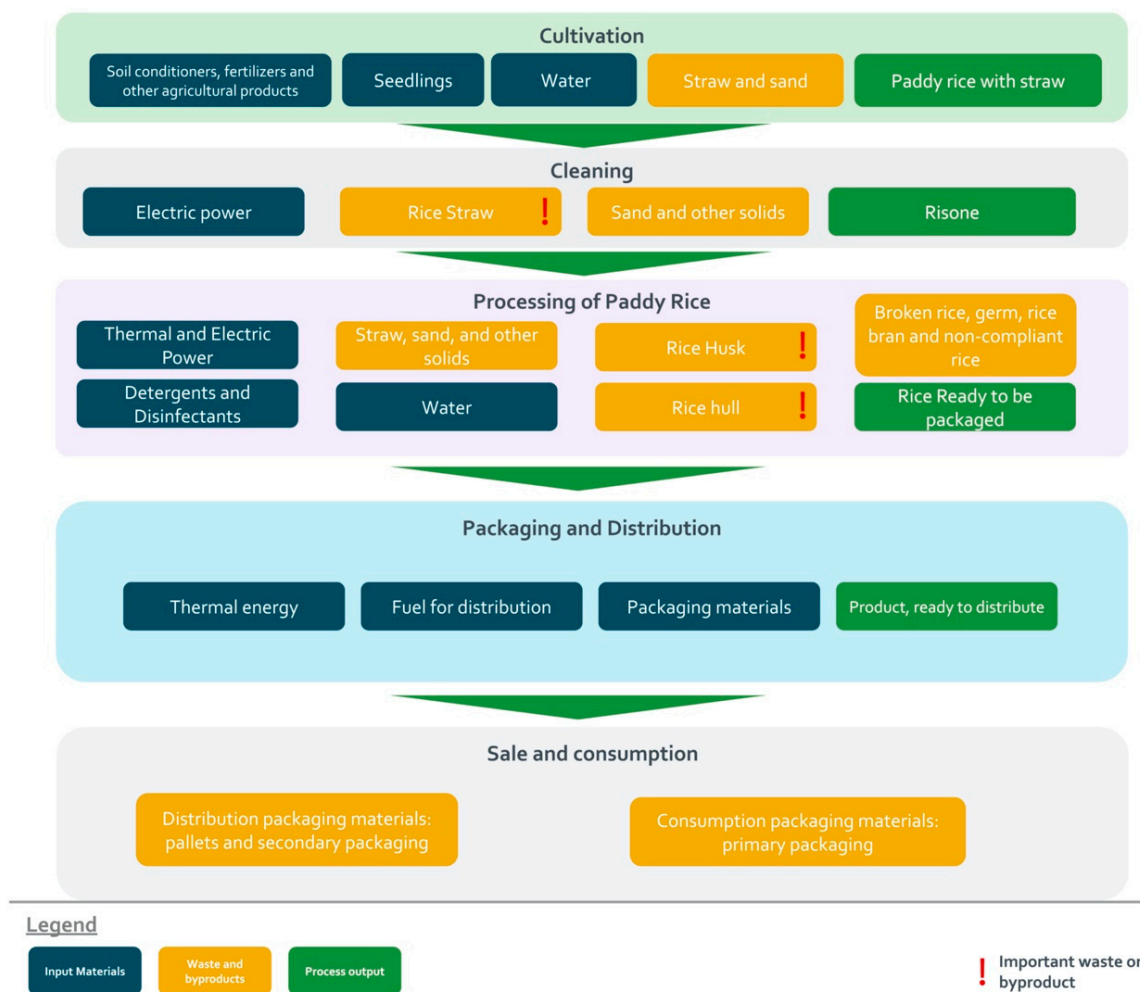 Cultivation
Soil conditioners, fertilizers and
other agricultural products
Seedlings
Water
Straw and sand
Paddy rice with straw
Cleaning
Electric power
Rice Straw
!
Sand and other solids
Risone
Processing of Paddy Rice
Thermal and Electric
Power
Straw, sand, and other
solids
Rice Husk
!
Broken rice, germ, rice
bran and non-compliant
rice
Detergents and
Disinfectants
Water
Rice hull
!
Rice Ready to be
packaged
Packaging and Distribution
Thermal energy
Fuel for distribution
Packaging materials
Product, ready to distribute
Sale and consumption
Distribution packaging materials:
pallets and secondary packaging
Consumption packaging materials:
primary packaging
Legend
Input Materials
Waste and
byproducts
Process output
!
Important waste or
byproduct